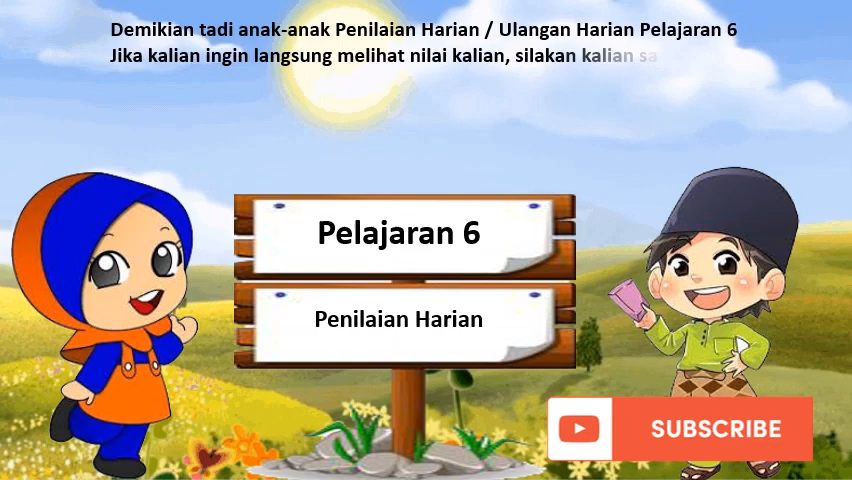 Demikian tadi anak-anak Penilaian Harian / Ulangan Harian Pelajaran 6
Jika kalian ingin langsung melihat nilai kalian, silakan kalian sa
Pelajaran 6
Penilaian Harian
SUBSCRIBE